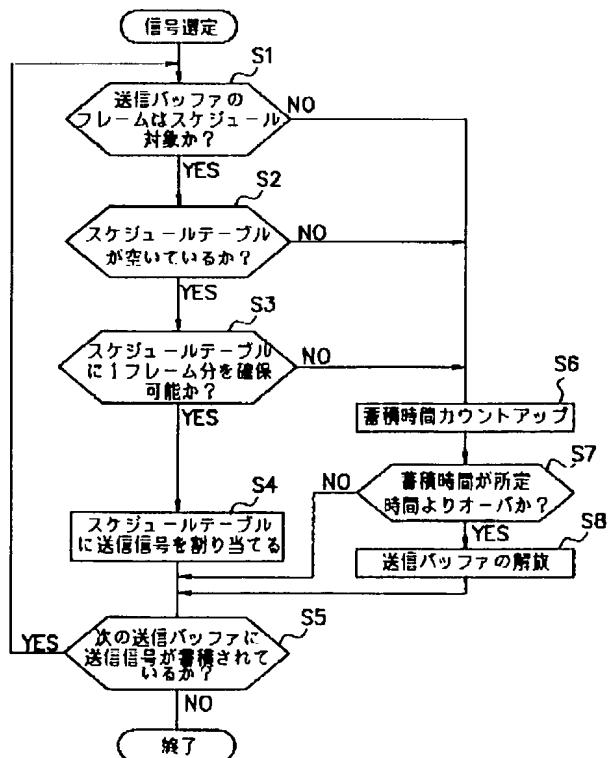 信号選定
S1
送信バッファの
フレームはスケジュール
対象か？
NO
YES
S2
スケジュールテーブル
が空いているか？
NO
YES
S3
スケジュールテーブル
に１フレーム分を確保
可能か？
NO
YES
S6
蓄積時間カウントアップ
S7
蓄積時間が所定
時間よりオーバか？
NO
YES
S4
スケジュールテーブル
に送信信号を割り当てる
S8
送信バッファの解放
S5
次の送信バッファに
送信信号が蓄積されて
いるか？
YES
NO
終了